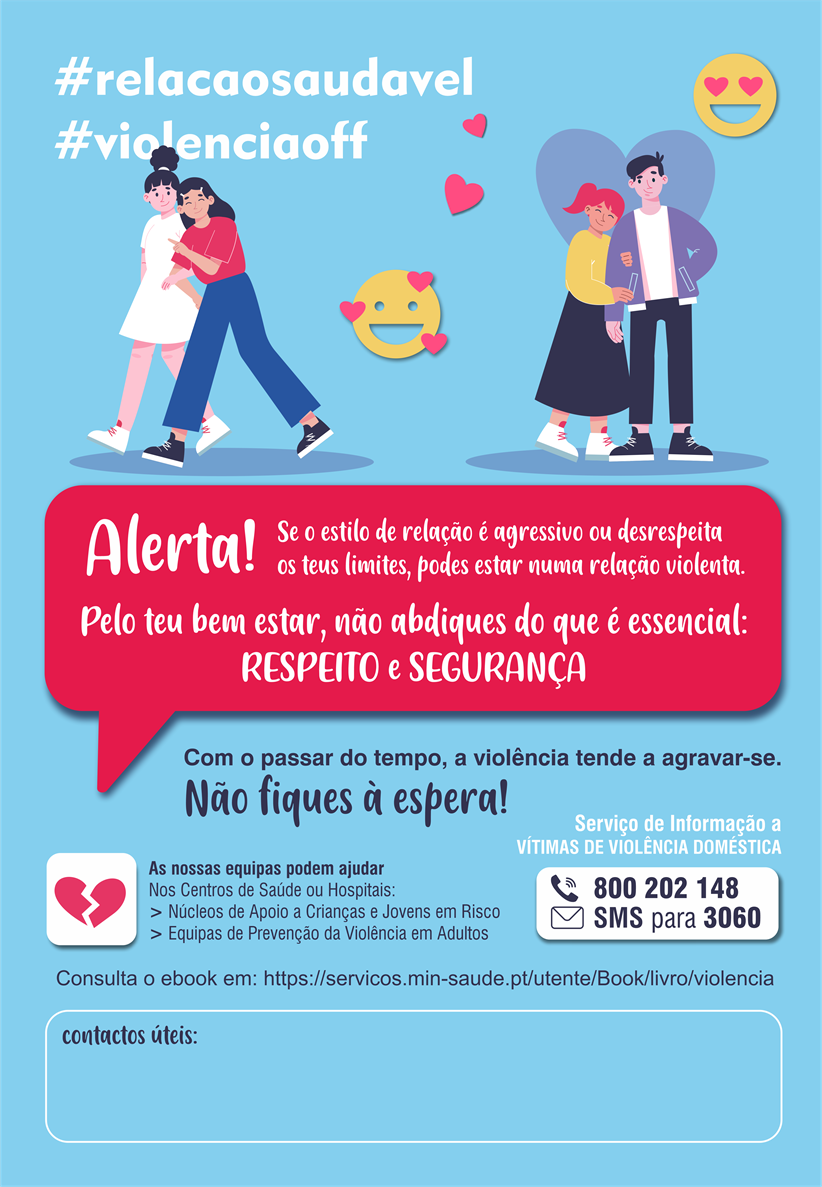 #relacaosaudavel
#violenciaoff
Alerta!
Se o estilo de relação é agressivo ou desrespeita
os teus limites, podes estar numa relação violenta.
Pelo teu bem estar, não abdiques do que é essencial:
RESPEITO e SEGURANÇA
Com o passar do tempo, a violência tende a agravar-se.
Não fiques à espera!
Serviço de Informação a
VÍTIMAS DE VIOLÊNCIA DOMÉSTICA
800 202 148
SMS para 3060
As nossas equipas podem ajudar
Nos Centros de Saúde ou Hospitais:
> Núcleos de Apoio a Crianças e Jovens em Risco
> Equipas de Prevenção da Violência em Adultos
Consulta o ebook em: https://servicos.min-saude.pt/utente/Book/livro/violencia
contactos úteis: